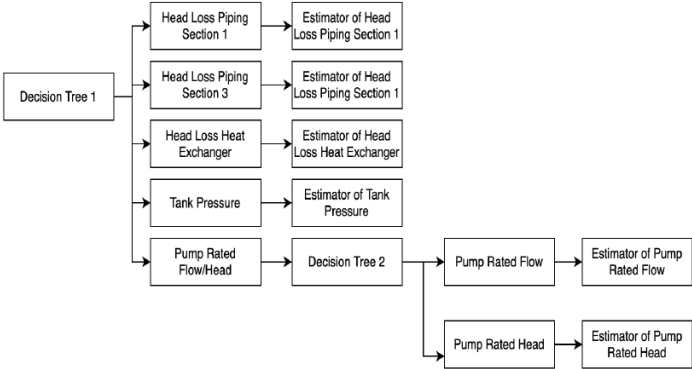 Head Loss Piping
Section 1
Estimator of Head
Loss Piping Section 1
Decision Tree 1
Head Loss Piping
Section 3
Estimator of Head
Loss Piping Section 1
Head Loss Heat
Exchanger
Estimator of Head
Loss Heat Exchanger
Tank Pressure
Estimator of Tank
Pressure
Pump Rated
Flow/Head
Decision Tree 2
Pump Rated Flow
Estimator of Pump
Rated Flow
Pump Rated Head
Estimator of Pump
Rated Head